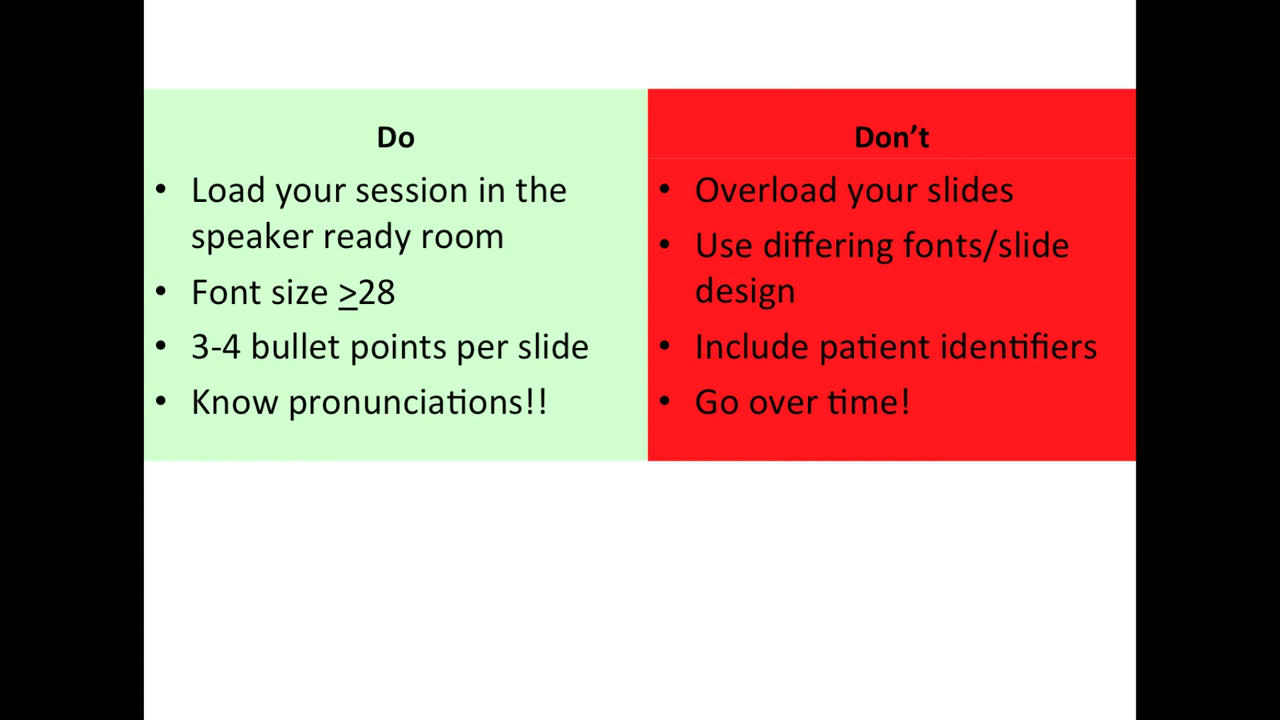 Do
• Load your session in the
speaker ready room
• Font size >28
• 3-4 bullet points per slide
• Know pronunciations!!
Don’t
• Overload your slides
• Use differing fonts/slide
design
• Include patient identifiers
• Go over time!